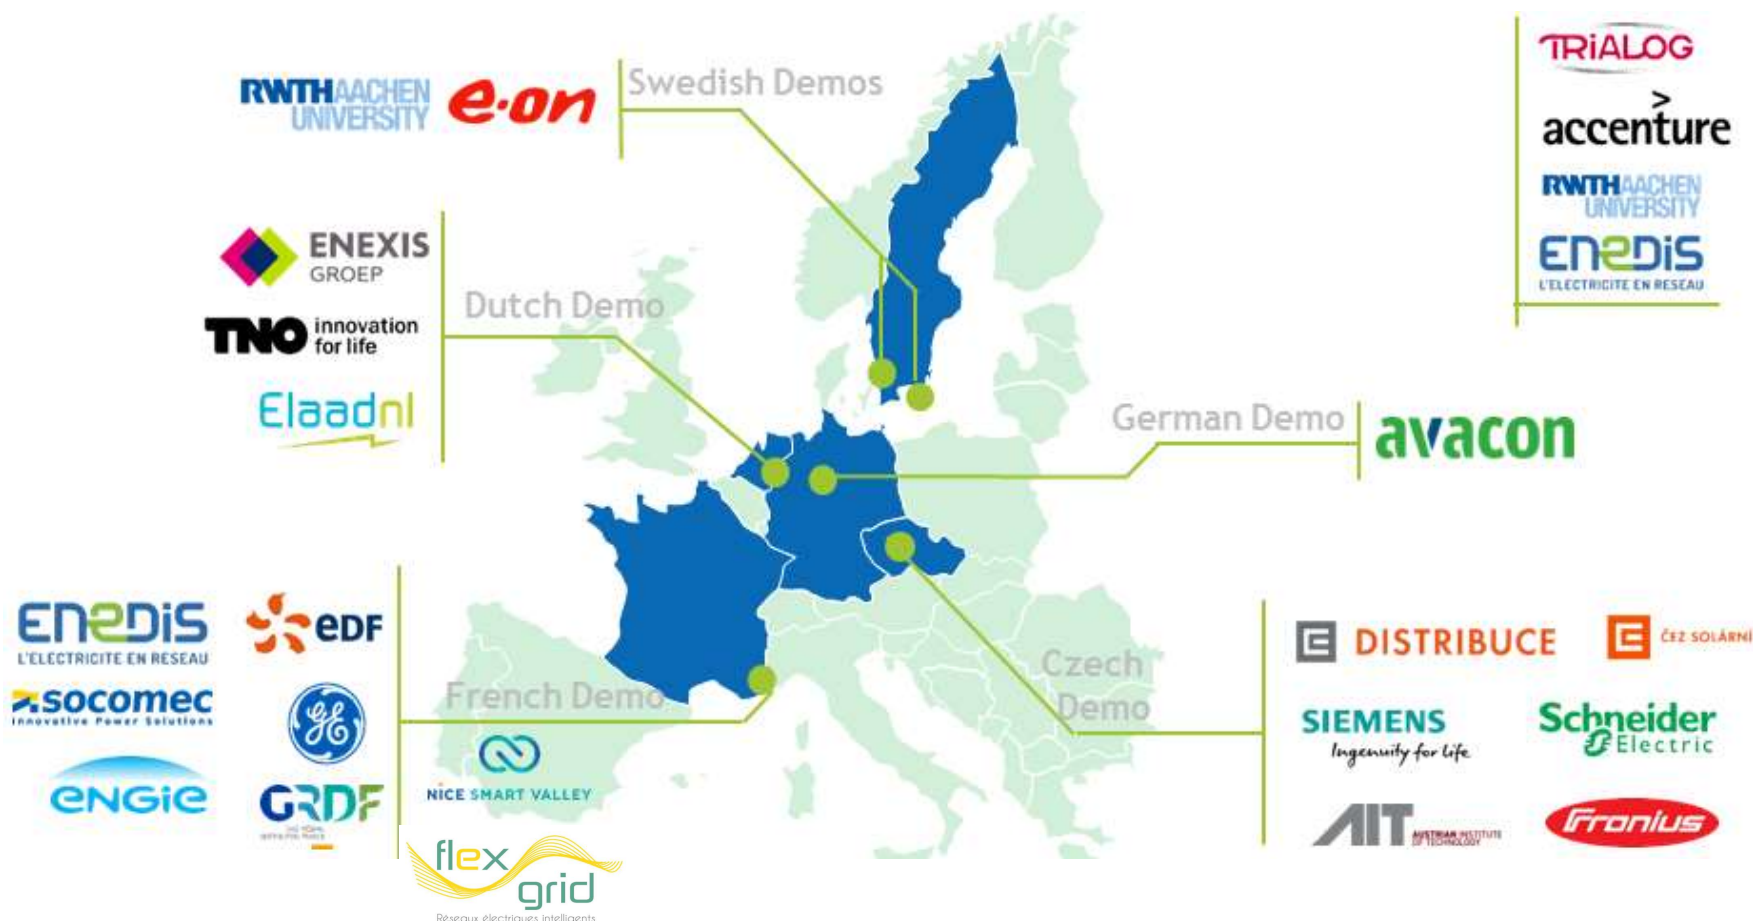 RWTHAACHEN
UNIVERSITY
e·on
Swedish Demos
TRiALOG
>
accenture
RWTHAACHEN
UNIVERSITY
ENEDIS
L'ELECTRICITE EN RESEAU
ENEXIS
GROEP
TNO innovation
for life
Elaadnl
Dutch Demo
German Demo
avacon
ENEDIS
L'ELECTRICITE EN RESEAU
eDF
socomec
Innovative Power Solutions
GE
ENGIE
GRDF
French Demo
NICE SMART VALLEY
flex
grid
Réseaux électriques intelligents
Czech
Demo
DISTRIBUCE
ČEZ SOLÁRNÍ
SIEMENS
Ingenuity for life
Schneider
Electric
AIT AUSTRIAN INSTITUTE
OF TECHNOLOGY
Fronius